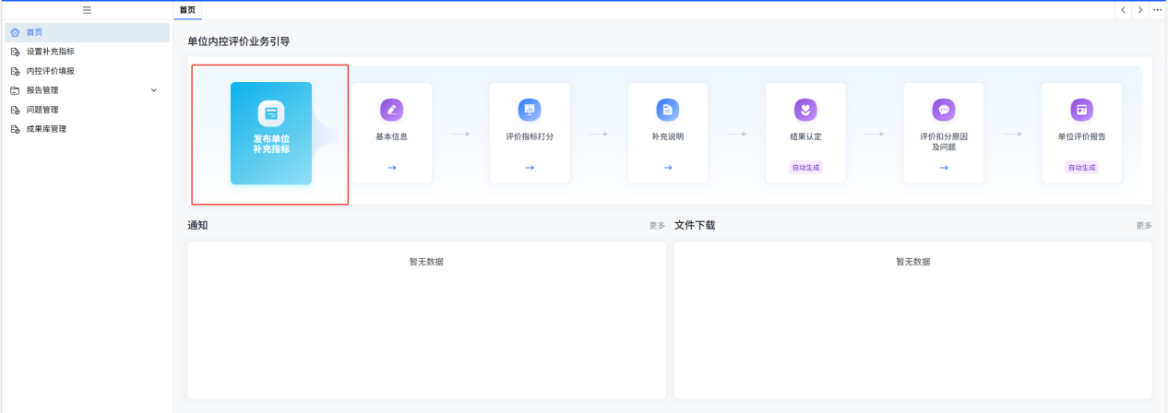 首页
首页
设置补充指标
内控评价填报
报告管理
问题管理
成果库管理
单位内控评价业务引导
发布单位
补充指标
基本信息
评价指标打分
补充说明
结果认定
自动生成
评价扣分原因
及问题
单位评价报告
自动生成
通知
更多
文件下载
更多
暂无数据
暂无数据